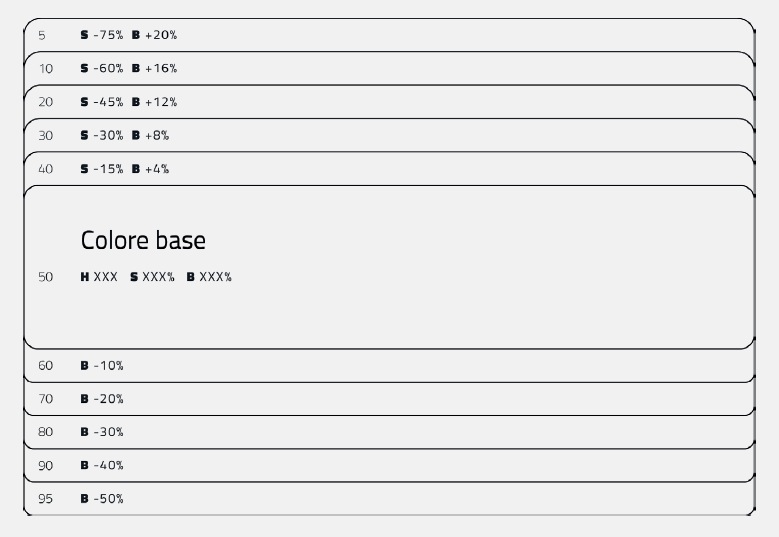 5 S -75% B +20%
10 S -60% B +16%
20 S -45% B +12%
30 S -30% B +8%
40 S -15% B +4%
Colore base
50 H XXX S XXX% B XXX%
60 B -10%
70 B -20%
80 B -30%
90 B -40%
95 B -50%